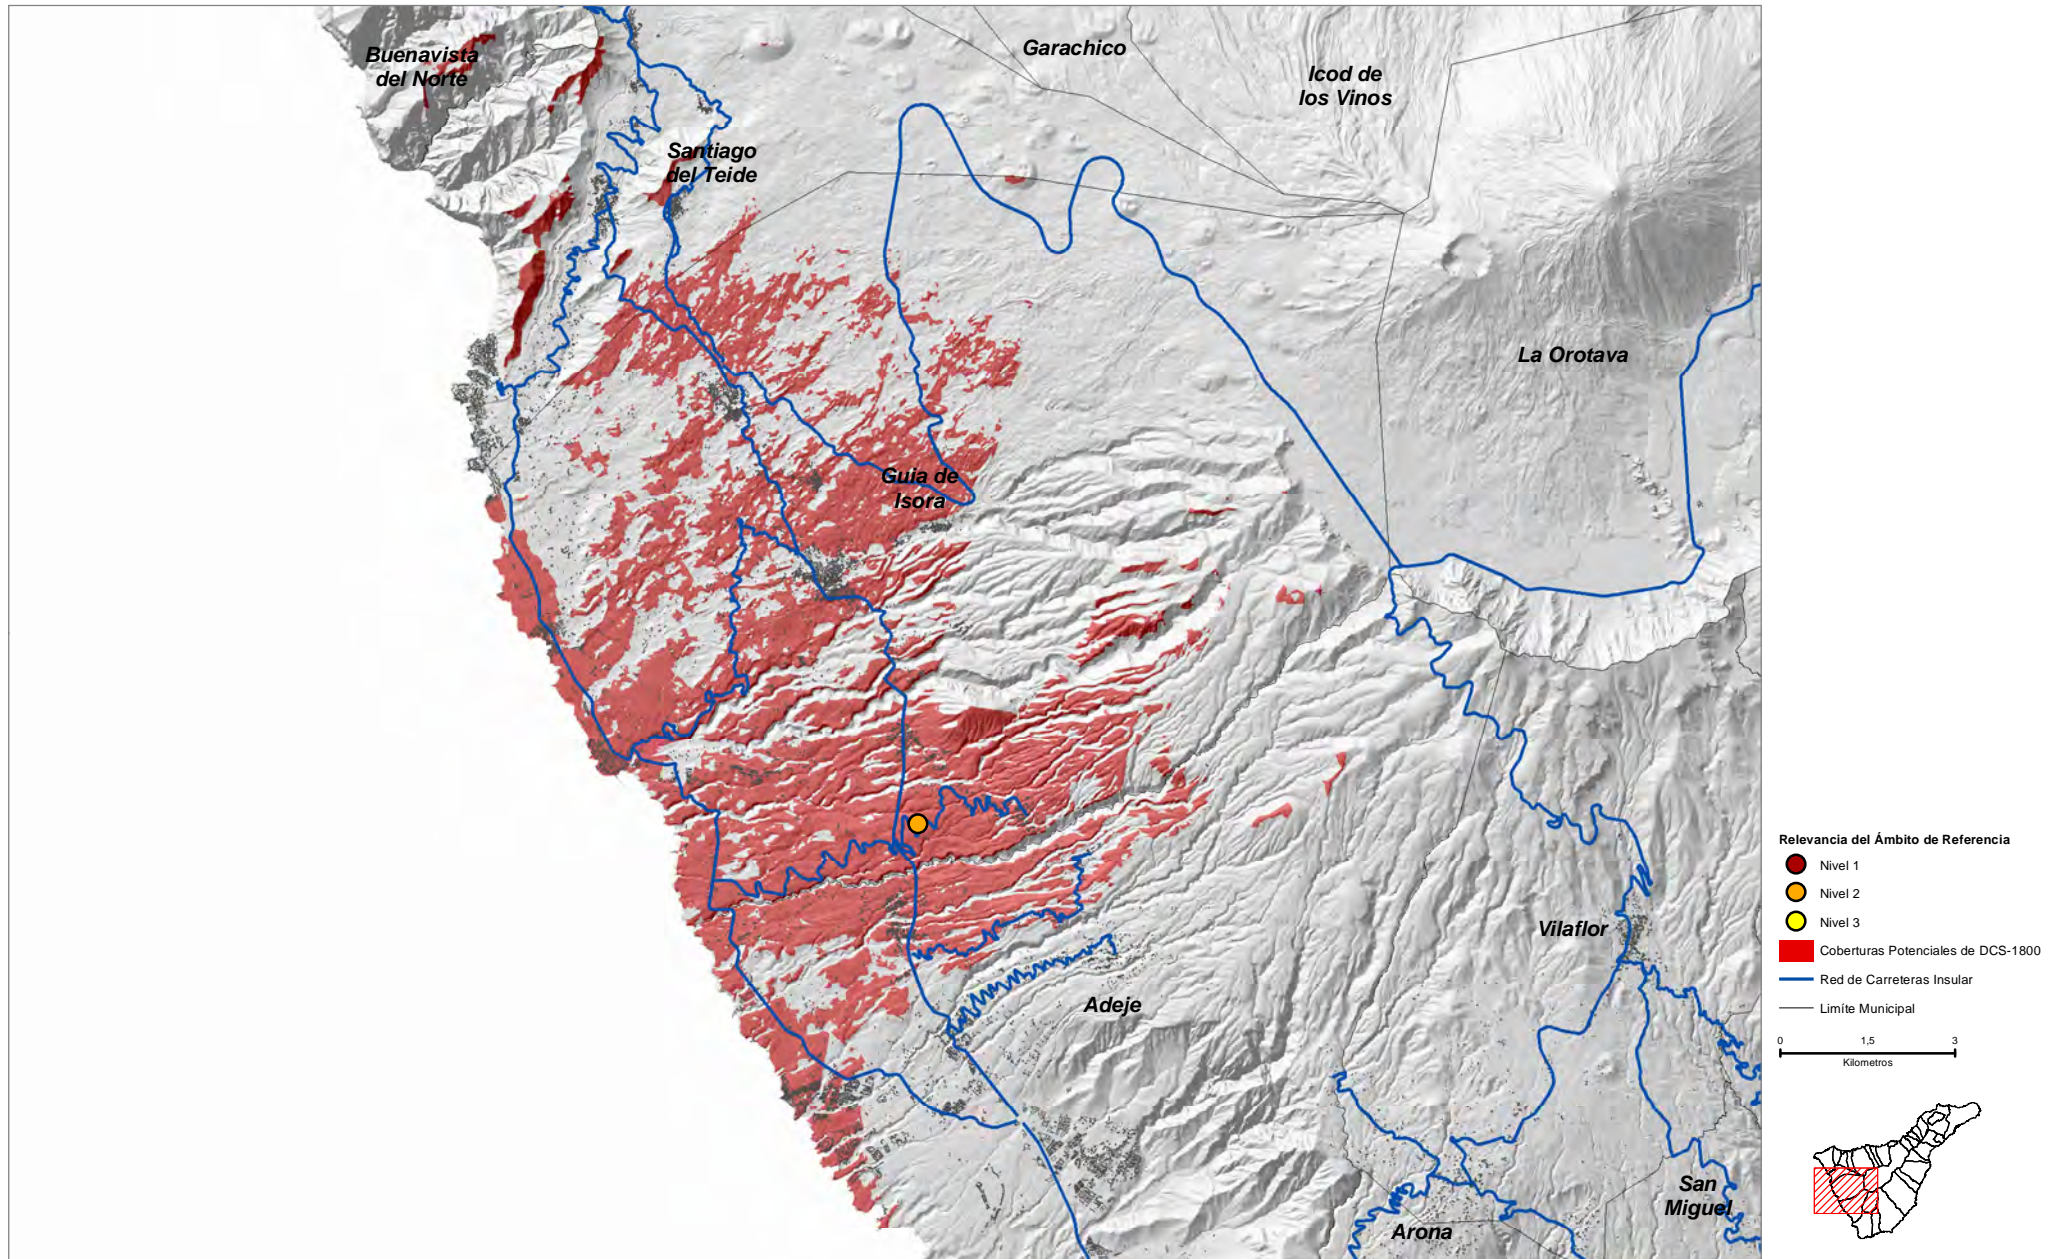 Buenavista
del Norte
Garachico
Icod de
los Vinos
Santiago
del Teide
La Orotava
Guia de
Isora
Vilaflor
Adeje
San
Miguel
Arona
Relevancia del Ámbito de Referencia
Nivel 1
Nivel 2
Nivel 3
Coberturas Potenciales de DCS-1800
Red de Carreteras Insular
Limíte Municipal
0 1,5 3
Kilometros